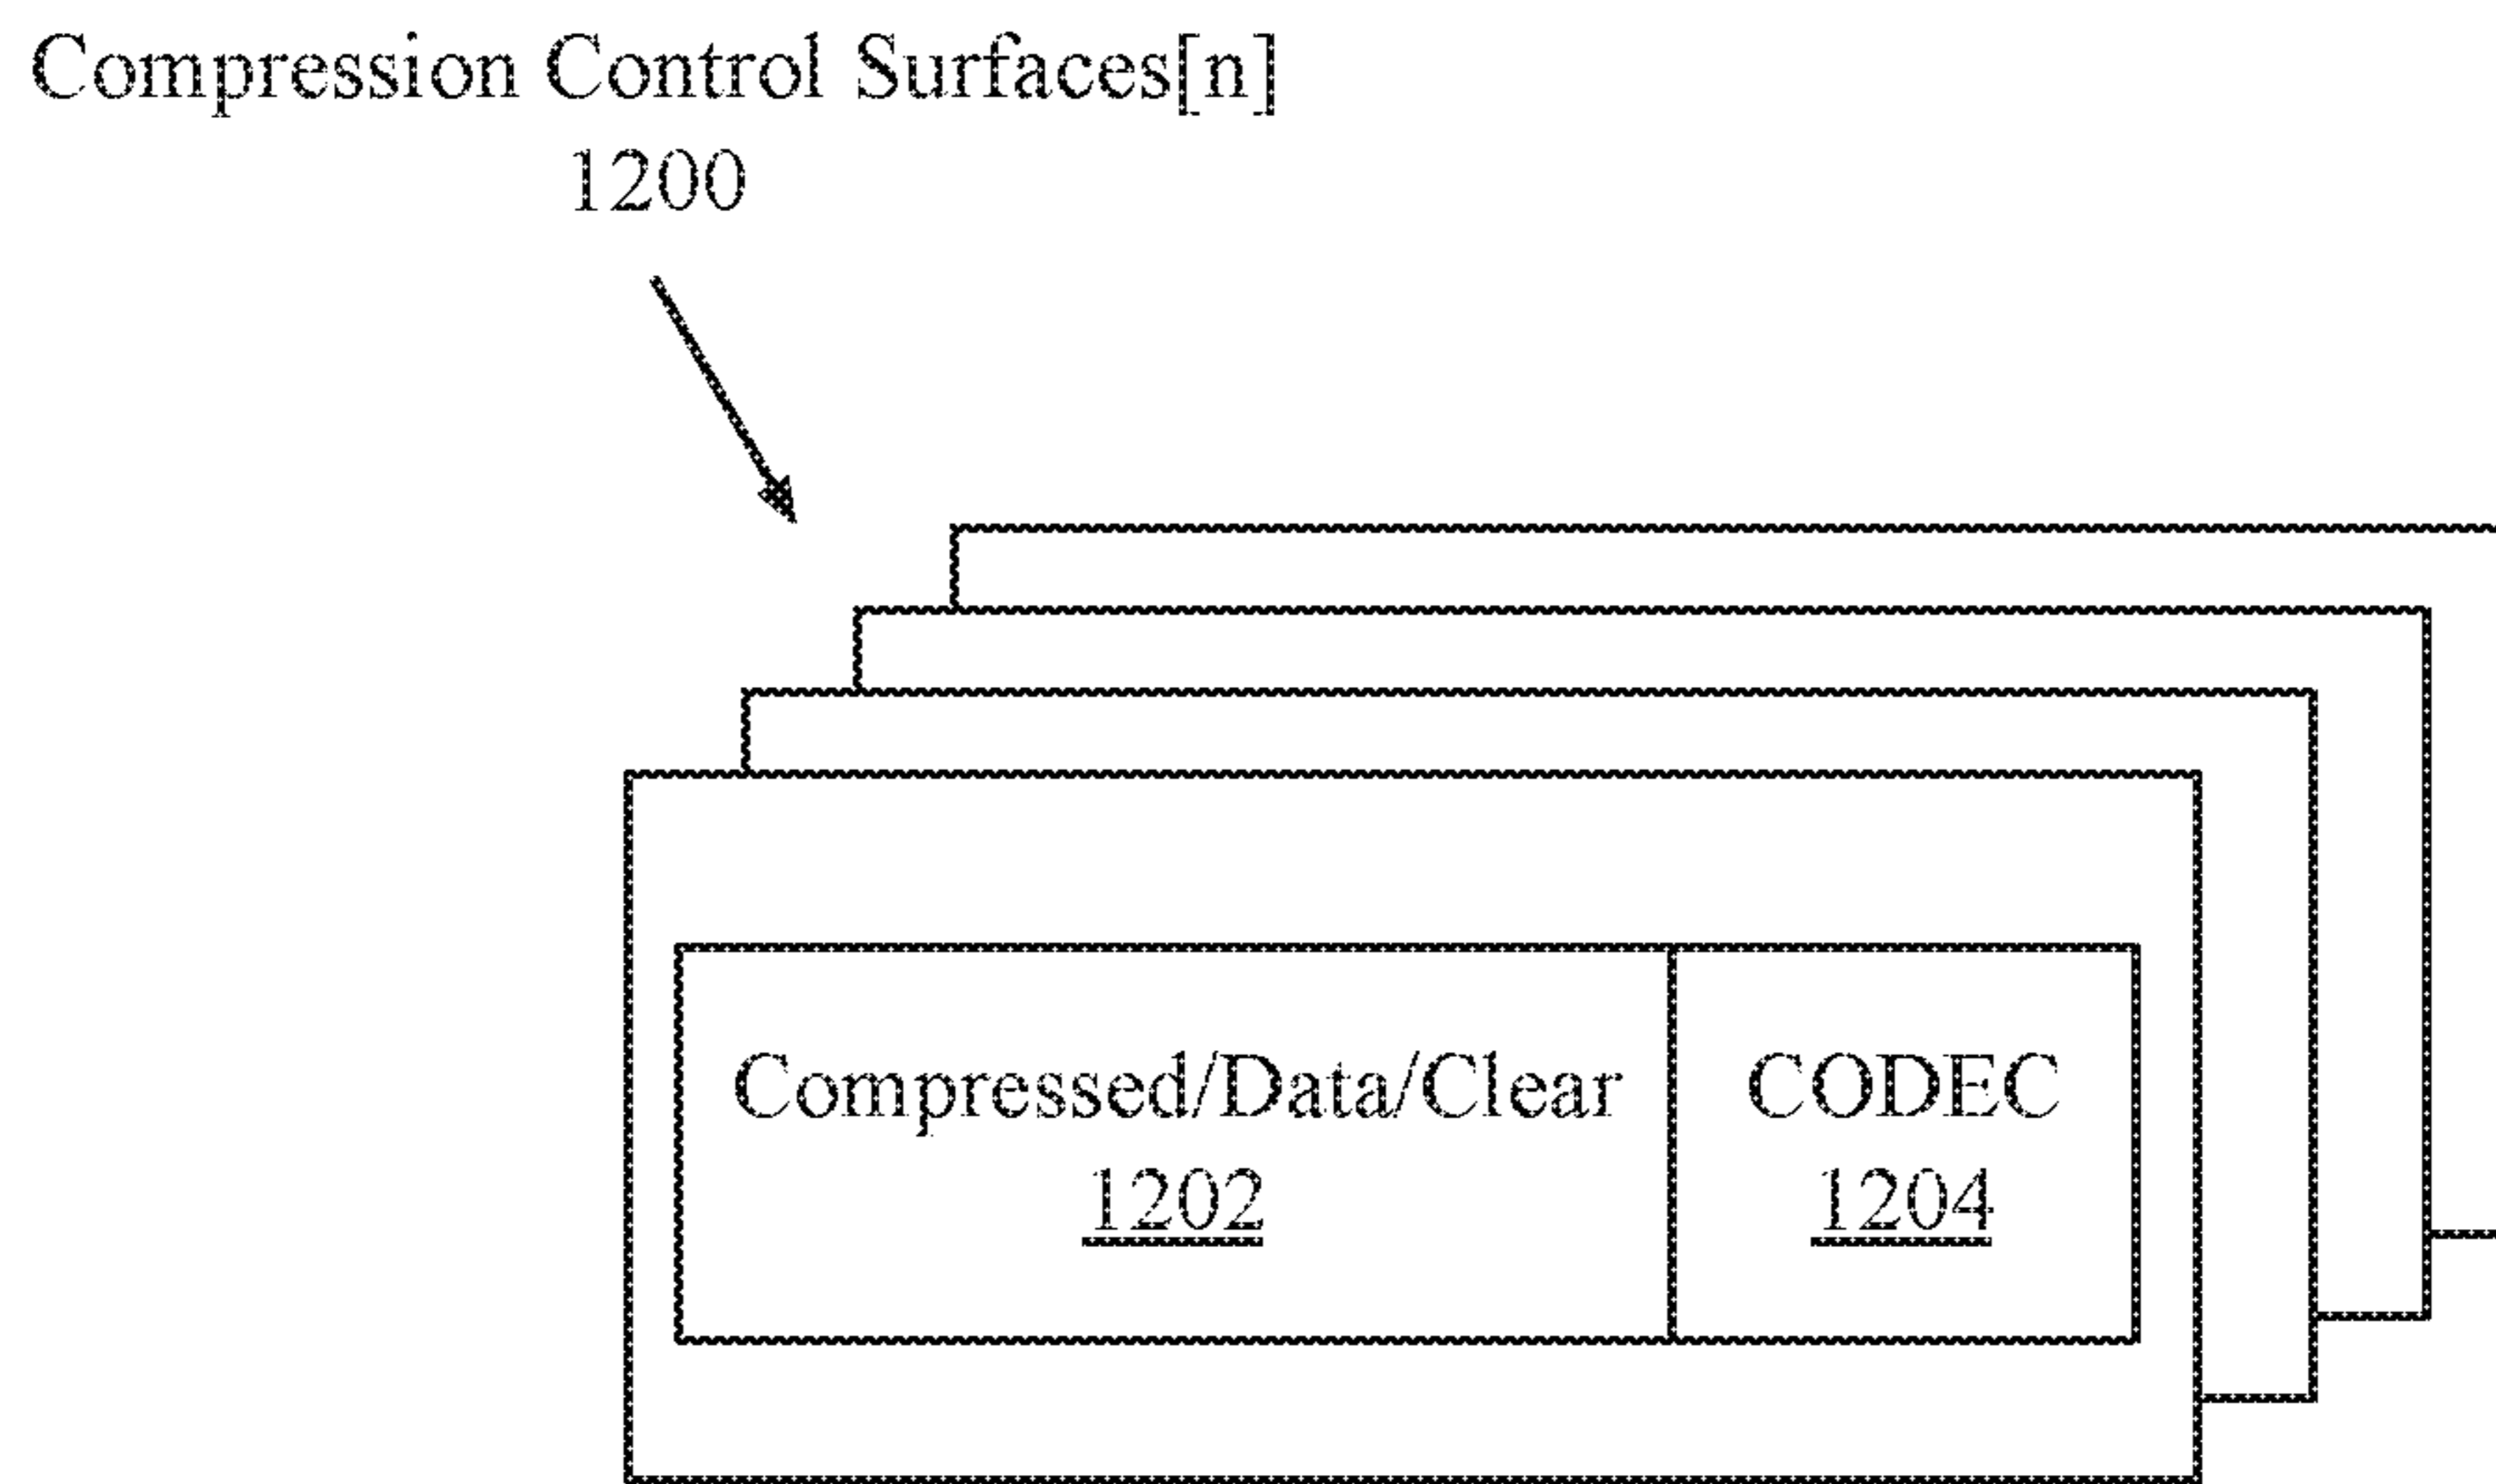 Compression Control Surfaces[n]
1200
Compressed/Data/Clear
1202
CODEC
1204